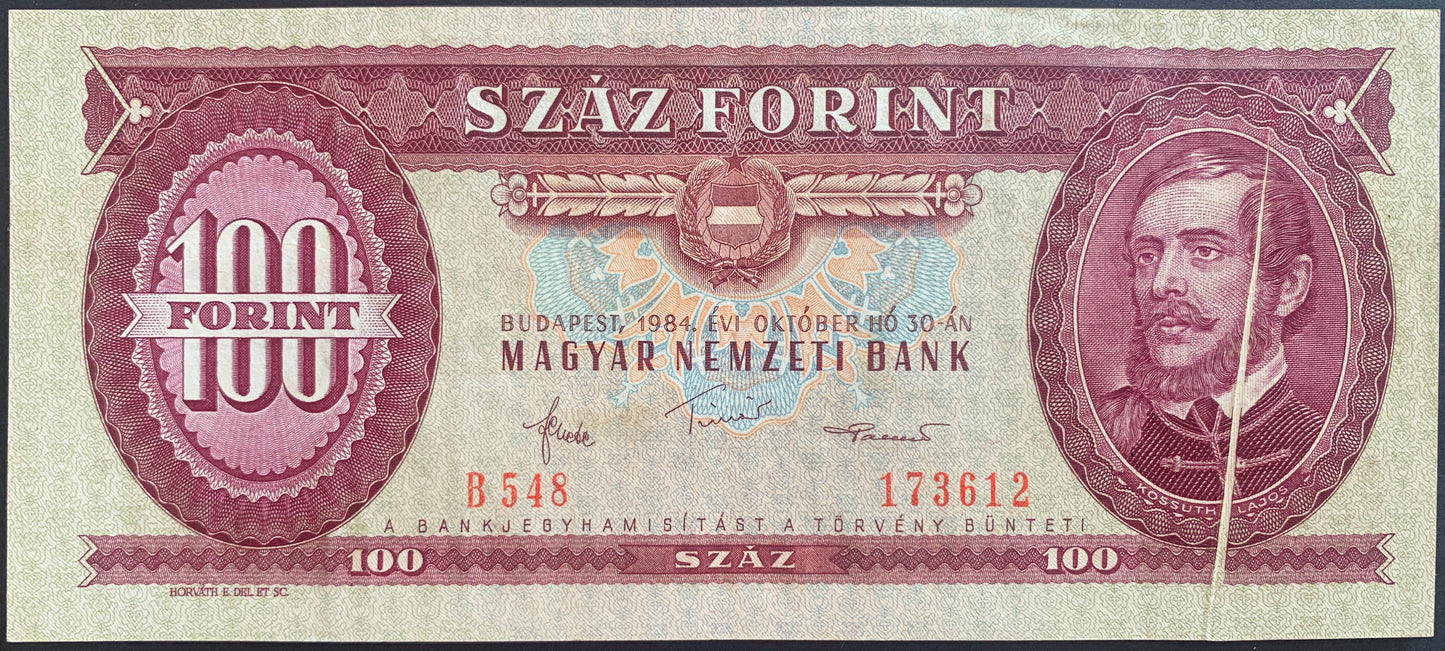 SZÁZ FORINT
100
FORINT
BUDAPEST, 1984. ÉVI OKTÓBER HÓ 30-ÁN
MAGYAR NEMZETI BANK
B 548
173612
KOSSUTH LAJOS
A BANKJEGYHAMISÍTÁST A TÖRVÉNY BÜNTETI
100
SZÁZ
100
HORVÁTH E. DEL. ET SC.